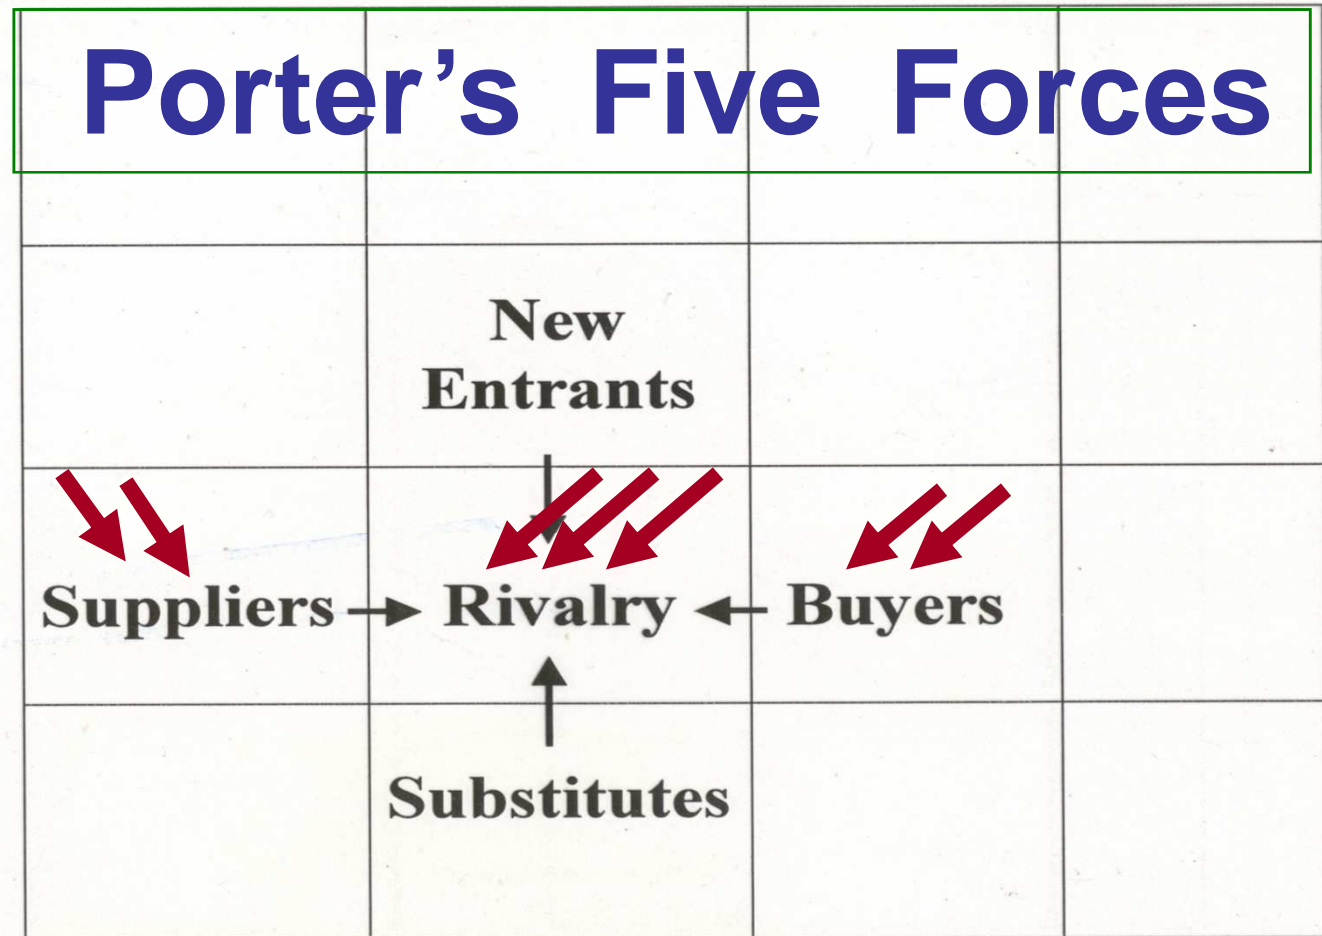 Porter’s Five Forces
New
Entrants
Suppliers Rivalry Buyers
Substitutes